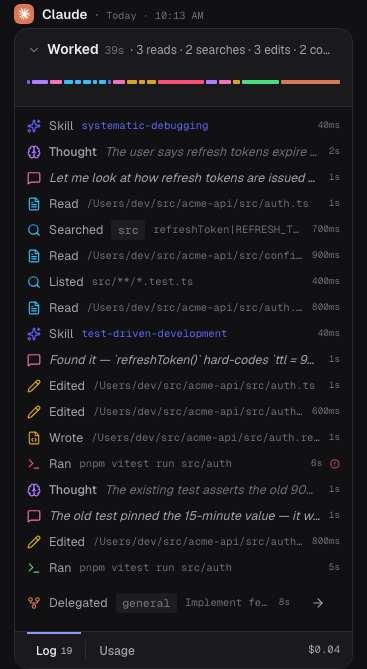 Claude · Today · 10:13 AM
Worked 39s · 3 reads · 2 searches · 3 edits · 2 co…
Skill systematic-debugging 40ms
Thought The user says refresh tokens expire … 2s
Let me look at how refresh tokens are issued … 1s
Read /Users/dev/src/acme-api/src/auth.ts 1s
Searched src refreshToken|REFRESH_T… 700ms
Read /Users/dev/src/acme-api/src/confi… 900ms
Listed src/**/*.test.ts 400ms
Read /Users/dev/src/acme-api/src/auth.… 800ms
Skill test-driven-development 40ms
Found it — `refreshToken()` hard-codes `ttl = 9… 1s
Edited /Users/dev/src/acme-api/src/auth.ts 1s
Edited /Users/dev/src/acme-api/src/auth… 600ms
Wrote /Users/dev/src/acme-api/src/auth.re… 1s
Ran pnpm vitest run src/auth 6s
Thought The existing test asserts the old 90… 1s
The old test pinned the 15-minute value — it w… 1s
Edited /Users/dev/src/acme-api/src/auth… 800ms
Ran pnpm vitest run src/auth 5s
Delegated general Implement fe… 8s →
Log 19 Usage $0.04